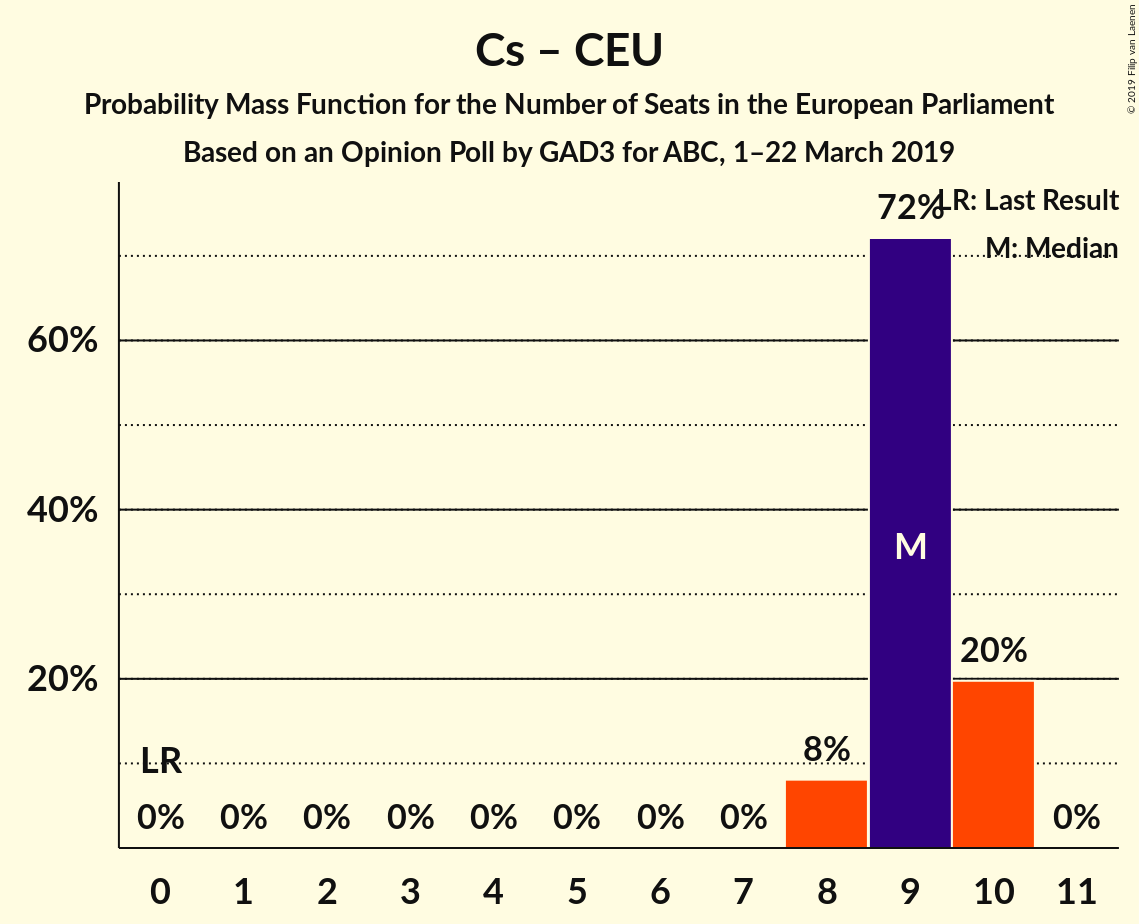 Cs – CEU
Probability Mass Function for the Number of Seats in the European Parliament
Based on an Opinion Poll by GAD3 for ABC, 1–22 March 2019
© 2019 Filip van Laenen
LR: Last Result
M: Median
72%
60%
40%
M
20%
20%
8%
LR
0% 0% 0% 0% 0% 0% 0% 0% 0%
0 1 2 3 4 5 6 7 8 9 10 11